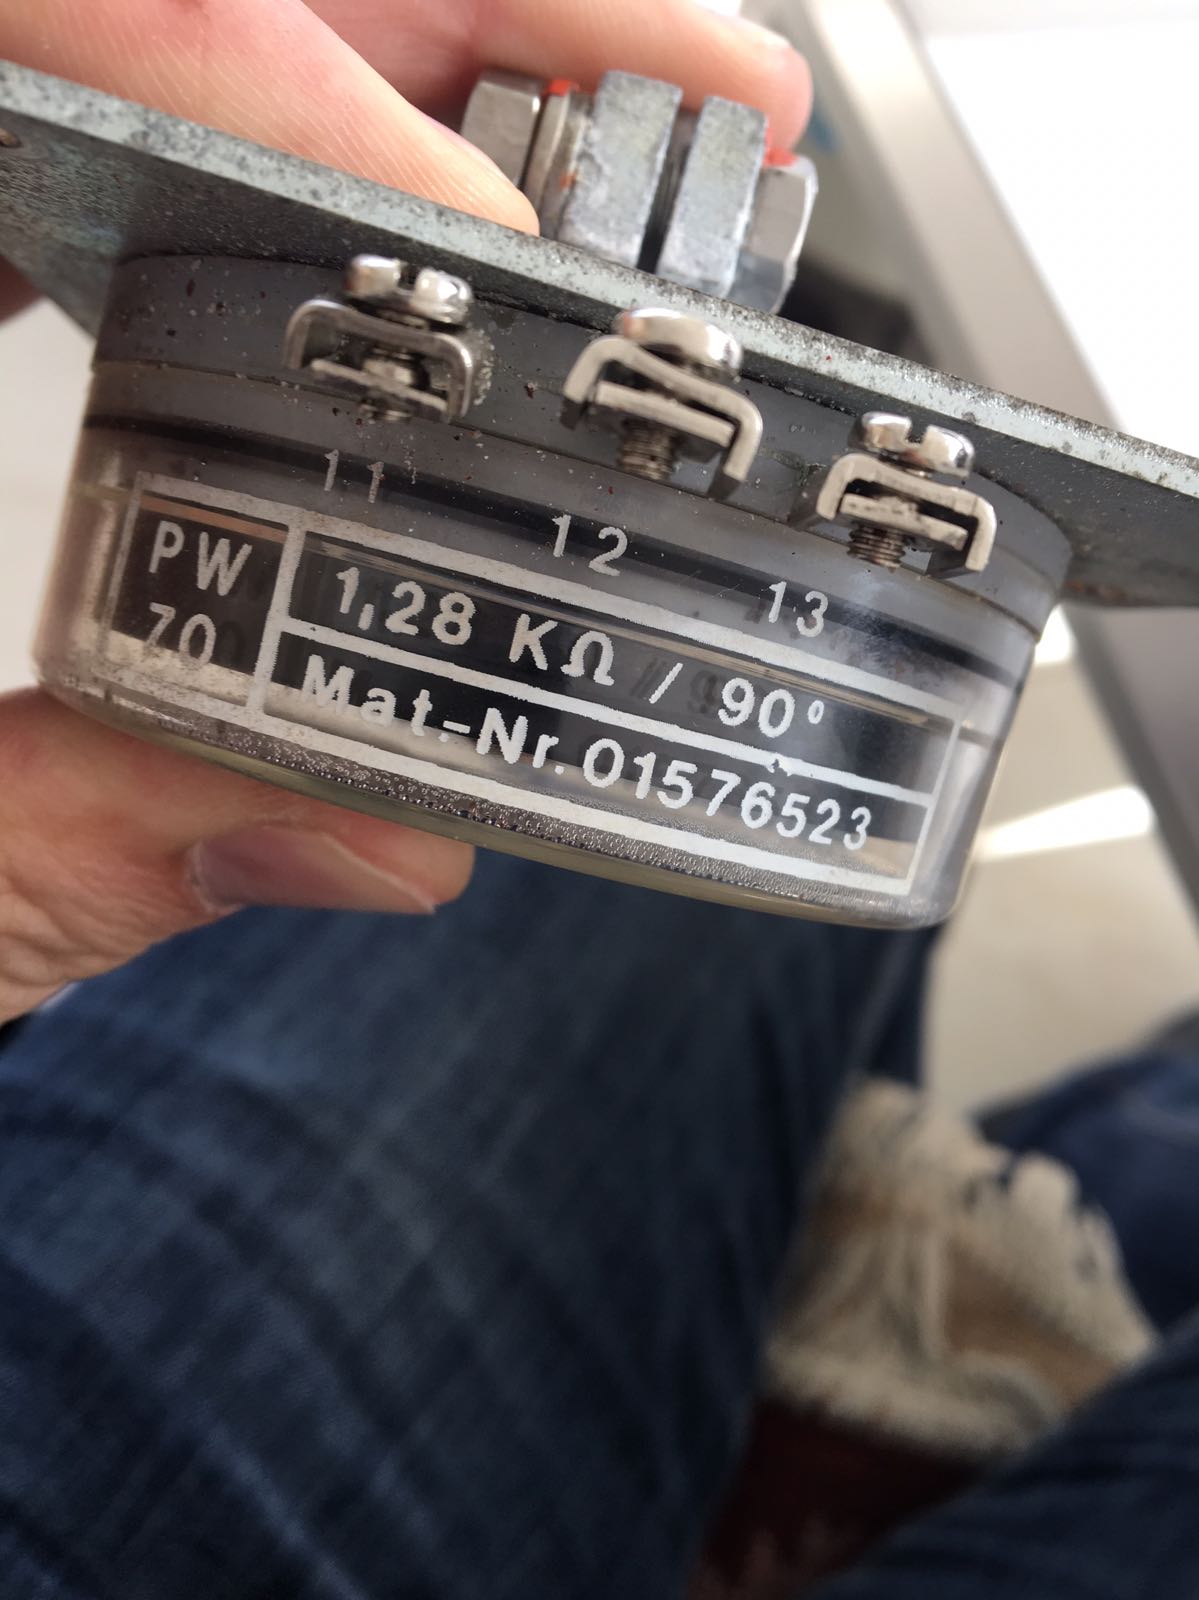 11 12 13
PW 70
1,28 KΩ / 90°
Mat.-Nr. 01576523